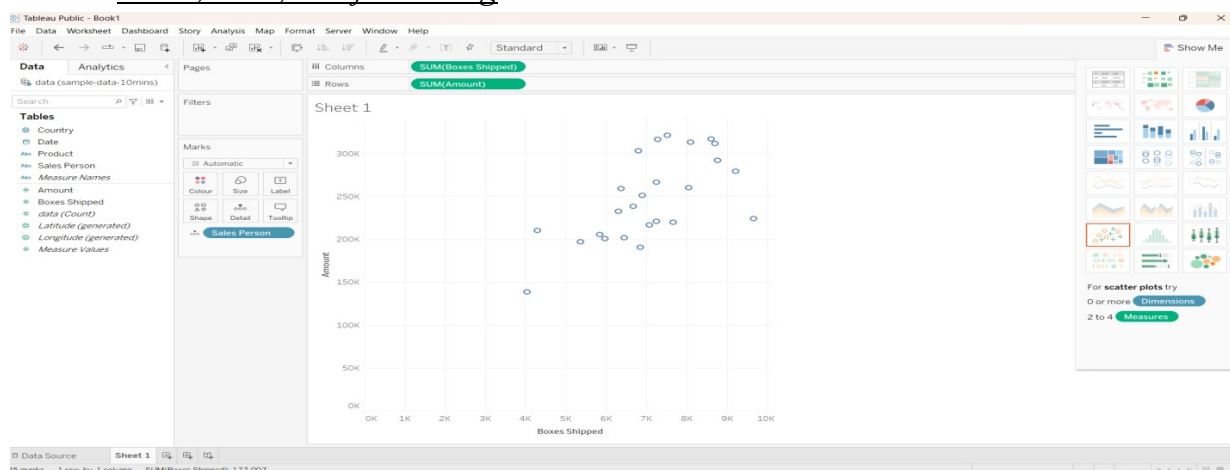 Tableau Public - Book1
File Data Worksheet Dashboard Story Analysis Map Format Server Window Help
Standard
Show Me
Data Analytics
Pages
Columns SUM(Boxes Shipped)
data (sample-data-10mins)
Rows SUM(Amount)
Search
Filters
Sheet 1
Tables
Country
Date
Abc Product
Abc Sales Person
Abc Measure Names
Amount
Boxes Shipped
data (Count)
Latitude (generated)
Longitude (generated)
Measure Values
Marks
Automatic
Colour Size Label
Shape Detail Tooltip
Sales Person
Amount
300K
250K
200K
150K
100K
50K
0K
0K 1K 2K 3K 4K 5K 6K 7K 8K 9K 10K
Boxes Shipped
For scatter plots try
0 or more Dimensions
2 to 4 Measures
Data Source Sheet 1